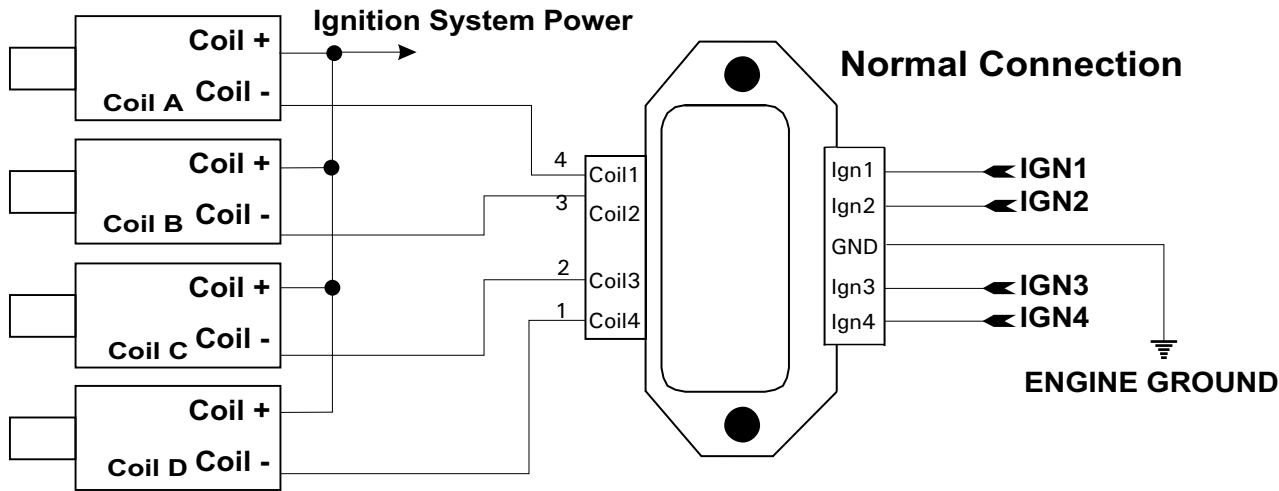 Ignition System Power
Normal Connection
Coil +
Coil A Coil -
Coil +
Coil B Coil -
Coil +
Coil C Coil -
Coil +
Coil D Coil -
4
3
2
1
Coil1
Coil2
Coil3
Coil4
Ign1
Ign2
GND
Ign3
Ign4
IGN1
IGN2
IGN3
IGN4
ENGINE GROUND